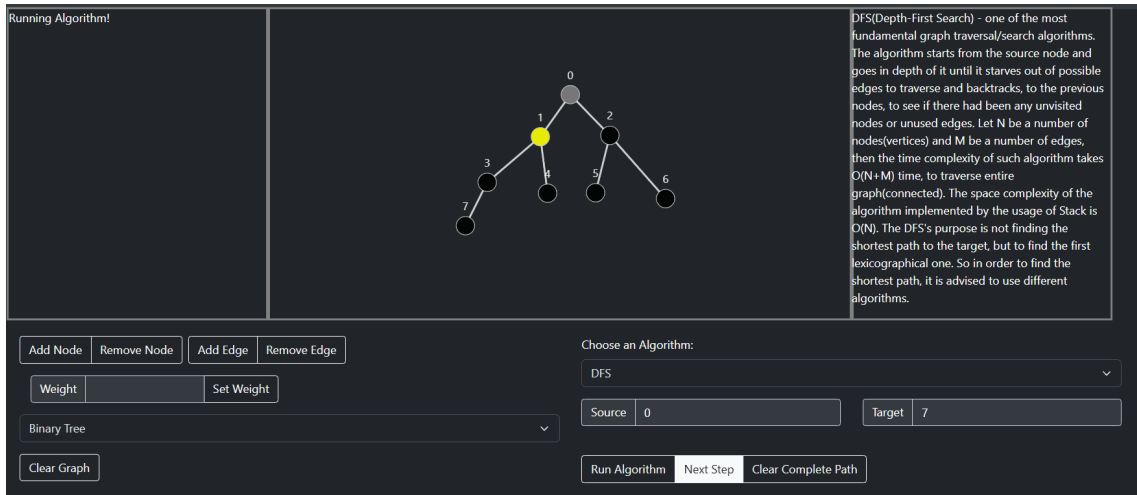 Running Algorithm!
0
1
2
3
4
5
6
7
DFS(Depth-First Search) - one of the most
fundamental graph traversal/search algorithms.
The algorithm starts from the source node and
goes in depth of it until it starves out of possible
edges to traverse and backtracks, to the previous
nodes, to see if there had been any unvisited
nodes or unused edges. Let N be a number of
nodes(vertices) and M be a number of edges,
then the time complexity of such algorithm takes
O(N+M) time, to traverse entire
graph(connected). The space complexity of the
algorithm implemented by the usage of Stack is
O(N). The DFS's purpose is not finding the
shortest path to the target, but to find the first
lexicographical one. So in order to find the
shortest path, it is advised to use different
algorithms.
Add Node Remove Node Add Edge Remove Edge
Weight Set Weight
Binary Tree
Clear Graph
Choose an Algorithm:
DFS
Source 0 Target 7
Run Algorithm Next Step Clear Complete Path